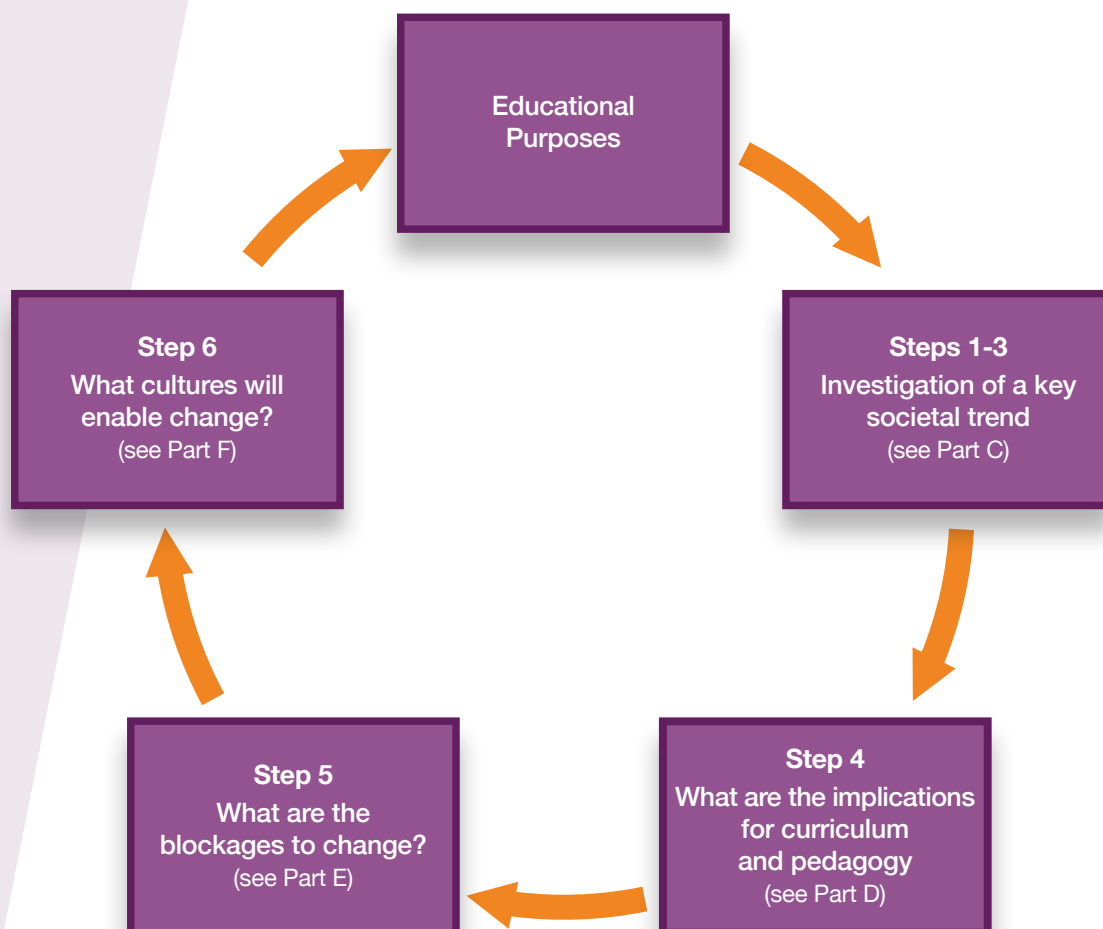 Educational
Purposes
Steps 1-3
Investigation of a key
societal trend
(see Part C)
Step 4
What are the implications
for curriculum
and pedagogy
(see Part D)
Step 5
What are the
blockages to change?
(see Part E)
Step 6
What cultures will
enable change?
(see Part F)